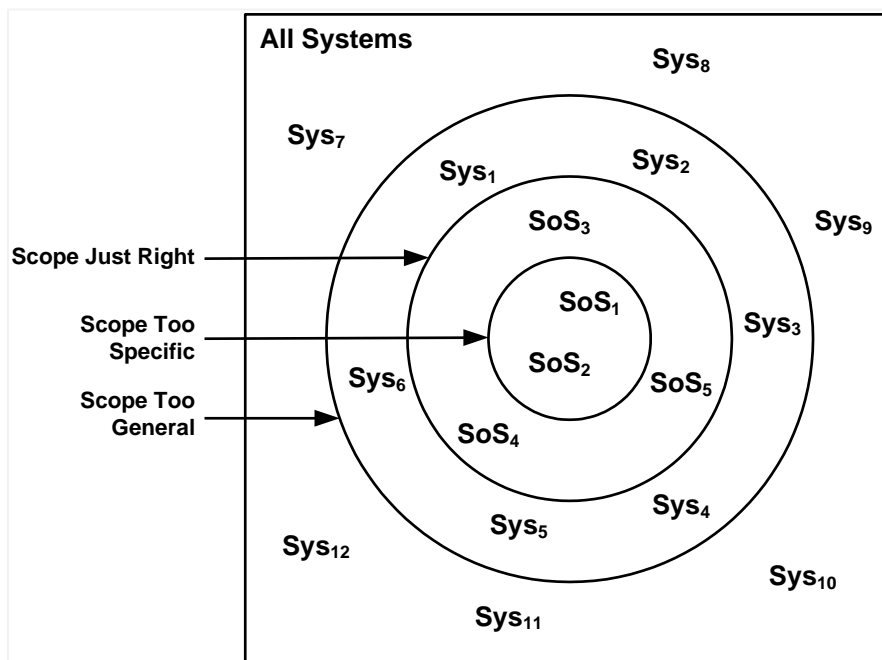 All Systems
Sys₈
Sys₇
Sys₂
Sys₁
SoS₃
Sys₉
Scope Just Right
SoS₁
Sys₃
Scope Too
Specific
SoS₂
Sys₆
SoS₅
Scope Too
General
SoS₄
Sys₄
Sys₅
Sys₁₂
Sys₁₀
Sys₁₁